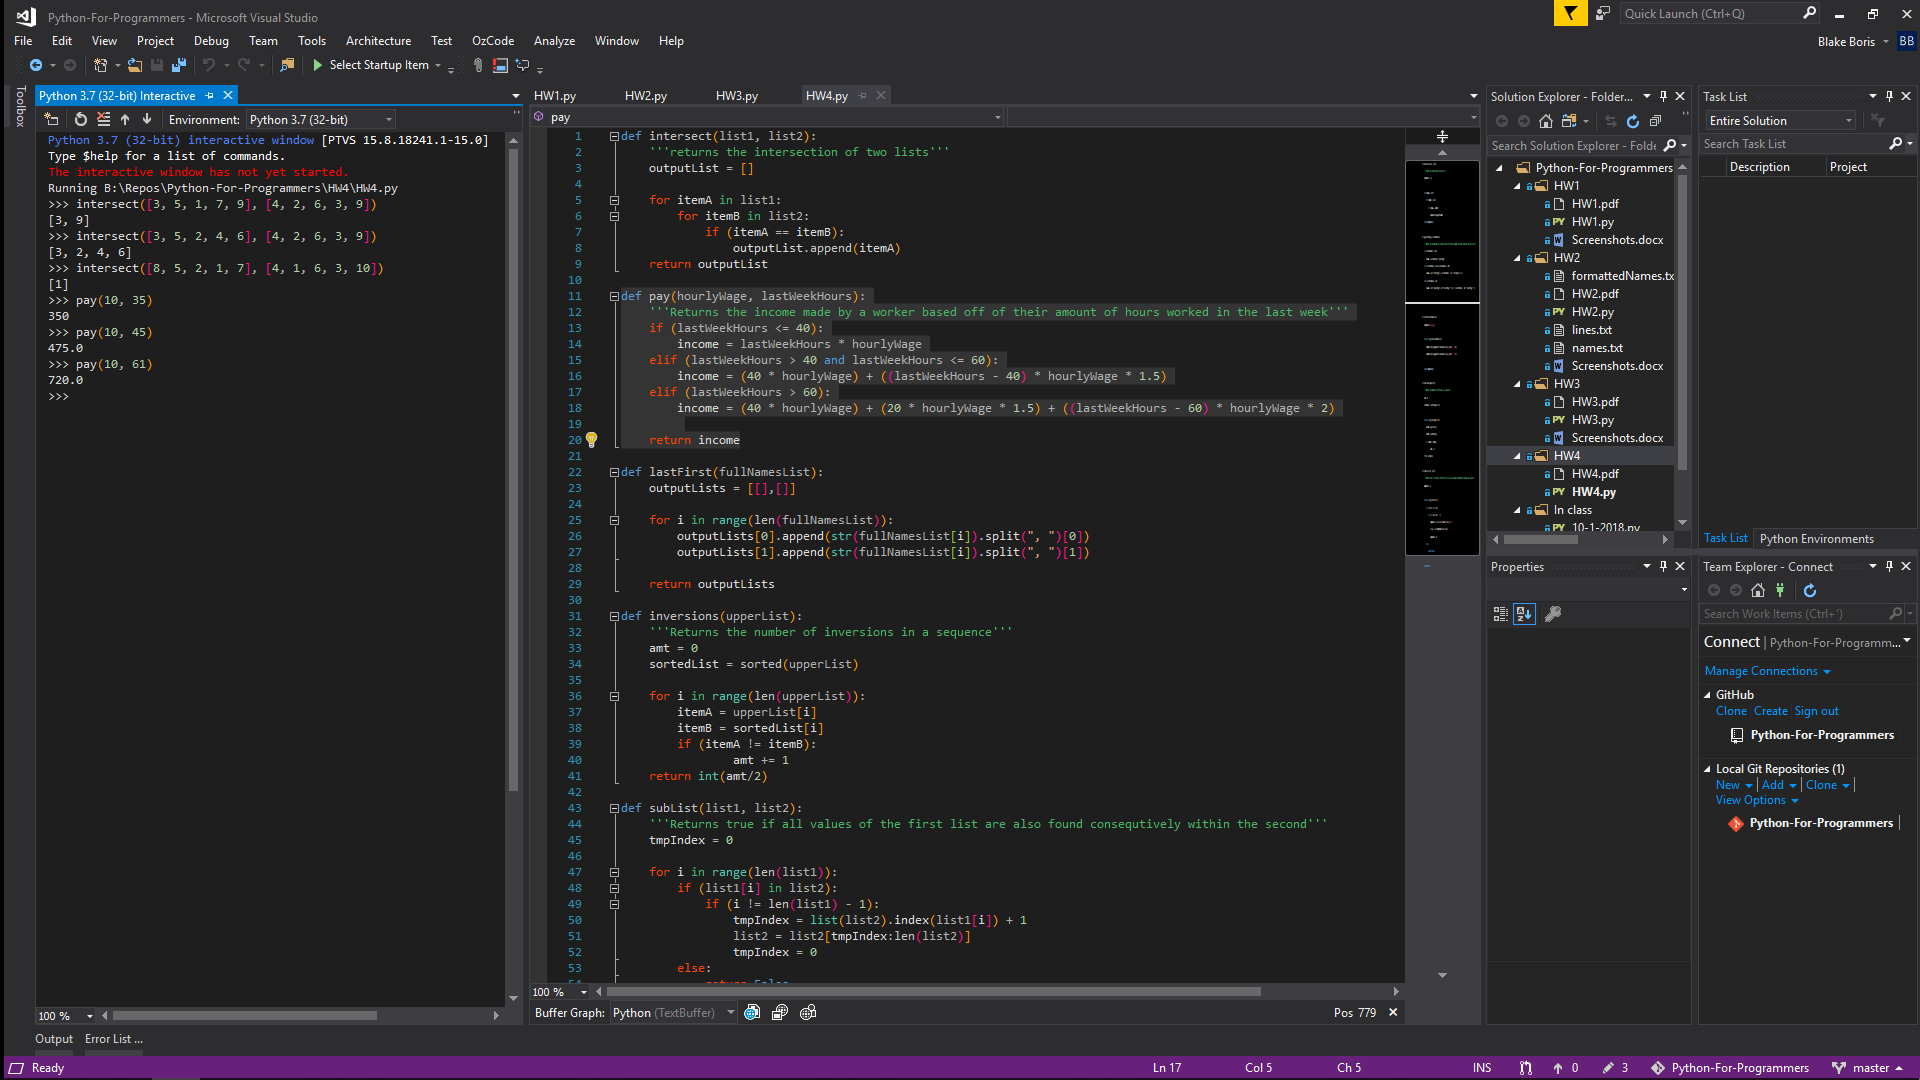 Python-For-Programmers - Microsoft Visual Studio
Quick Launch (Ctrl+Q)
File Edit View Project Debug Team Tools Architecture Test OzCode Analyze Window Help
Blake Boris BB
Select Startup Item
Toolbox
Python 3.7 (32-bit) Interactive
Environment: Python 3.7 (32-bit)
Python 3.7 (32-bit) interactive window [PTVS 15.8.18241.1-15.0]
Type $help for a list of commands.
The interactive window has not yet started.
Running B:\Repos\Python-For-Programmers\HW4\HW4.py
>>> intersect([3, 5, 1, 7, 9], [4, 2, 6, 3, 9])
[3, 9]
>>> intersect([3, 5, 2, 4, 6], [4, 2, 6, 3, 9])
[3, 2, 4, 6]
>>> intersect([8, 5, 2, 1, 7], [4, 1, 6, 3, 10])
[1]
>>> pay(10, 35)
350
>>> pay(10, 45)
475.0
>>> pay(10, 61)
720.0
>>>
100 %
Output Error List ...
HW1.py HW2.py HW3.py HW4.py
pay
1 def intersect(list1, list2):
2 '''returns the intersection of two lists'''
3 outputList = []
4
5 for itemA in list1:
6 for itemB in list2:
7 if (itemA == itemB):
8 outputList.append(itemA)
9 return outputList
10
11 def pay(hourlyWage, lastWeekHours):
12 '''Returns the income made by a worker based off of their amount of hours worked in the last week'''
13 if (lastWeekHours <= 40):
14 income = lastWeekHours * hourlyWage
15 elif (lastWeekHours > 40 and lastWeekHours <= 60):
16 income = (40 * hourlyWage) + ((lastWeekHours - 40) * hourlyWage * 1.5)
17 elif (lastWeekHours > 60):
18 income = (40 * hourlyWage) + (20 * hourlyWage * 1.5) + ((lastWeekHours - 60) * hourlyWage * 2)
19
20 return income
21
22 def lastFirst(fullNamesList):
23 outputLists = [[],[]]
24
25 for i in range(len(fullNamesList)):
26 outputLists[0].append(str(fullNamesList[i]).split(", ")[0])
27 outputLists[1].append(str(fullNamesList[i]).split(", ")[1])
28
29 return outputLists
30
31 def inversions(upperList):
32 '''Returns the number of inversions in a sequence'''
33 amt = 0
34 sortedList = sorted(upperList)
35
36 for i in range(len(upperList)):
37 itemA = upperList[i]
38 itemB = sortedList[i]
39 if (itemA != itemB):
40 amt += 1
41 return int(amt/2)
42
43 def subList(list1, list2):
44 '''Returns true if all values of the first list are also found consequtively within the second'''
45 tmpIndex = 0
46
47 for i in range(len(list1)):
48 if (list1[i] in list2):
49 if (i != len(list1) - 1):
50 tmpIndex = list(list2).index(list1[i]) + 1
51 list2 = list2[tmpIndex:len(list2)]
52 tmpIndex = 0
53 else:
54 return False
100 %
Buffer Graph: Python (TextBuffer)
Pos 779
Solution Explorer - Folder...
Search Solution Explorer - Folde
Python-For-Programmers
HW1
HW1.pdf
HW1.py
Screenshots.docx
HW2
formattedNames.tx
HW2.pdf
HW2.py
lines.txt
names.txt
Screenshots.docx
HW3
HW3.pdf
HW3.py
Screenshots.docx
HW4
HW4.pdf
HW4.py
In class
10-1-2018.py
Properties
Task List
Entire Solution
Search Task List
Description Project
Task List Python Environments
Team Explorer - Connect
Search Work Items (Ctrl+')
Connect | Python-For-Programm...
Manage Connections
GitHub
Clone Create Sign out
Python-For-Programmers
Local Git Repositories (1)
New Add Clone
View Options
Python-For-Programmers
Ready
Ln 17 Col 5 Ch 5 INS 0 3 Python-For-Programmers master